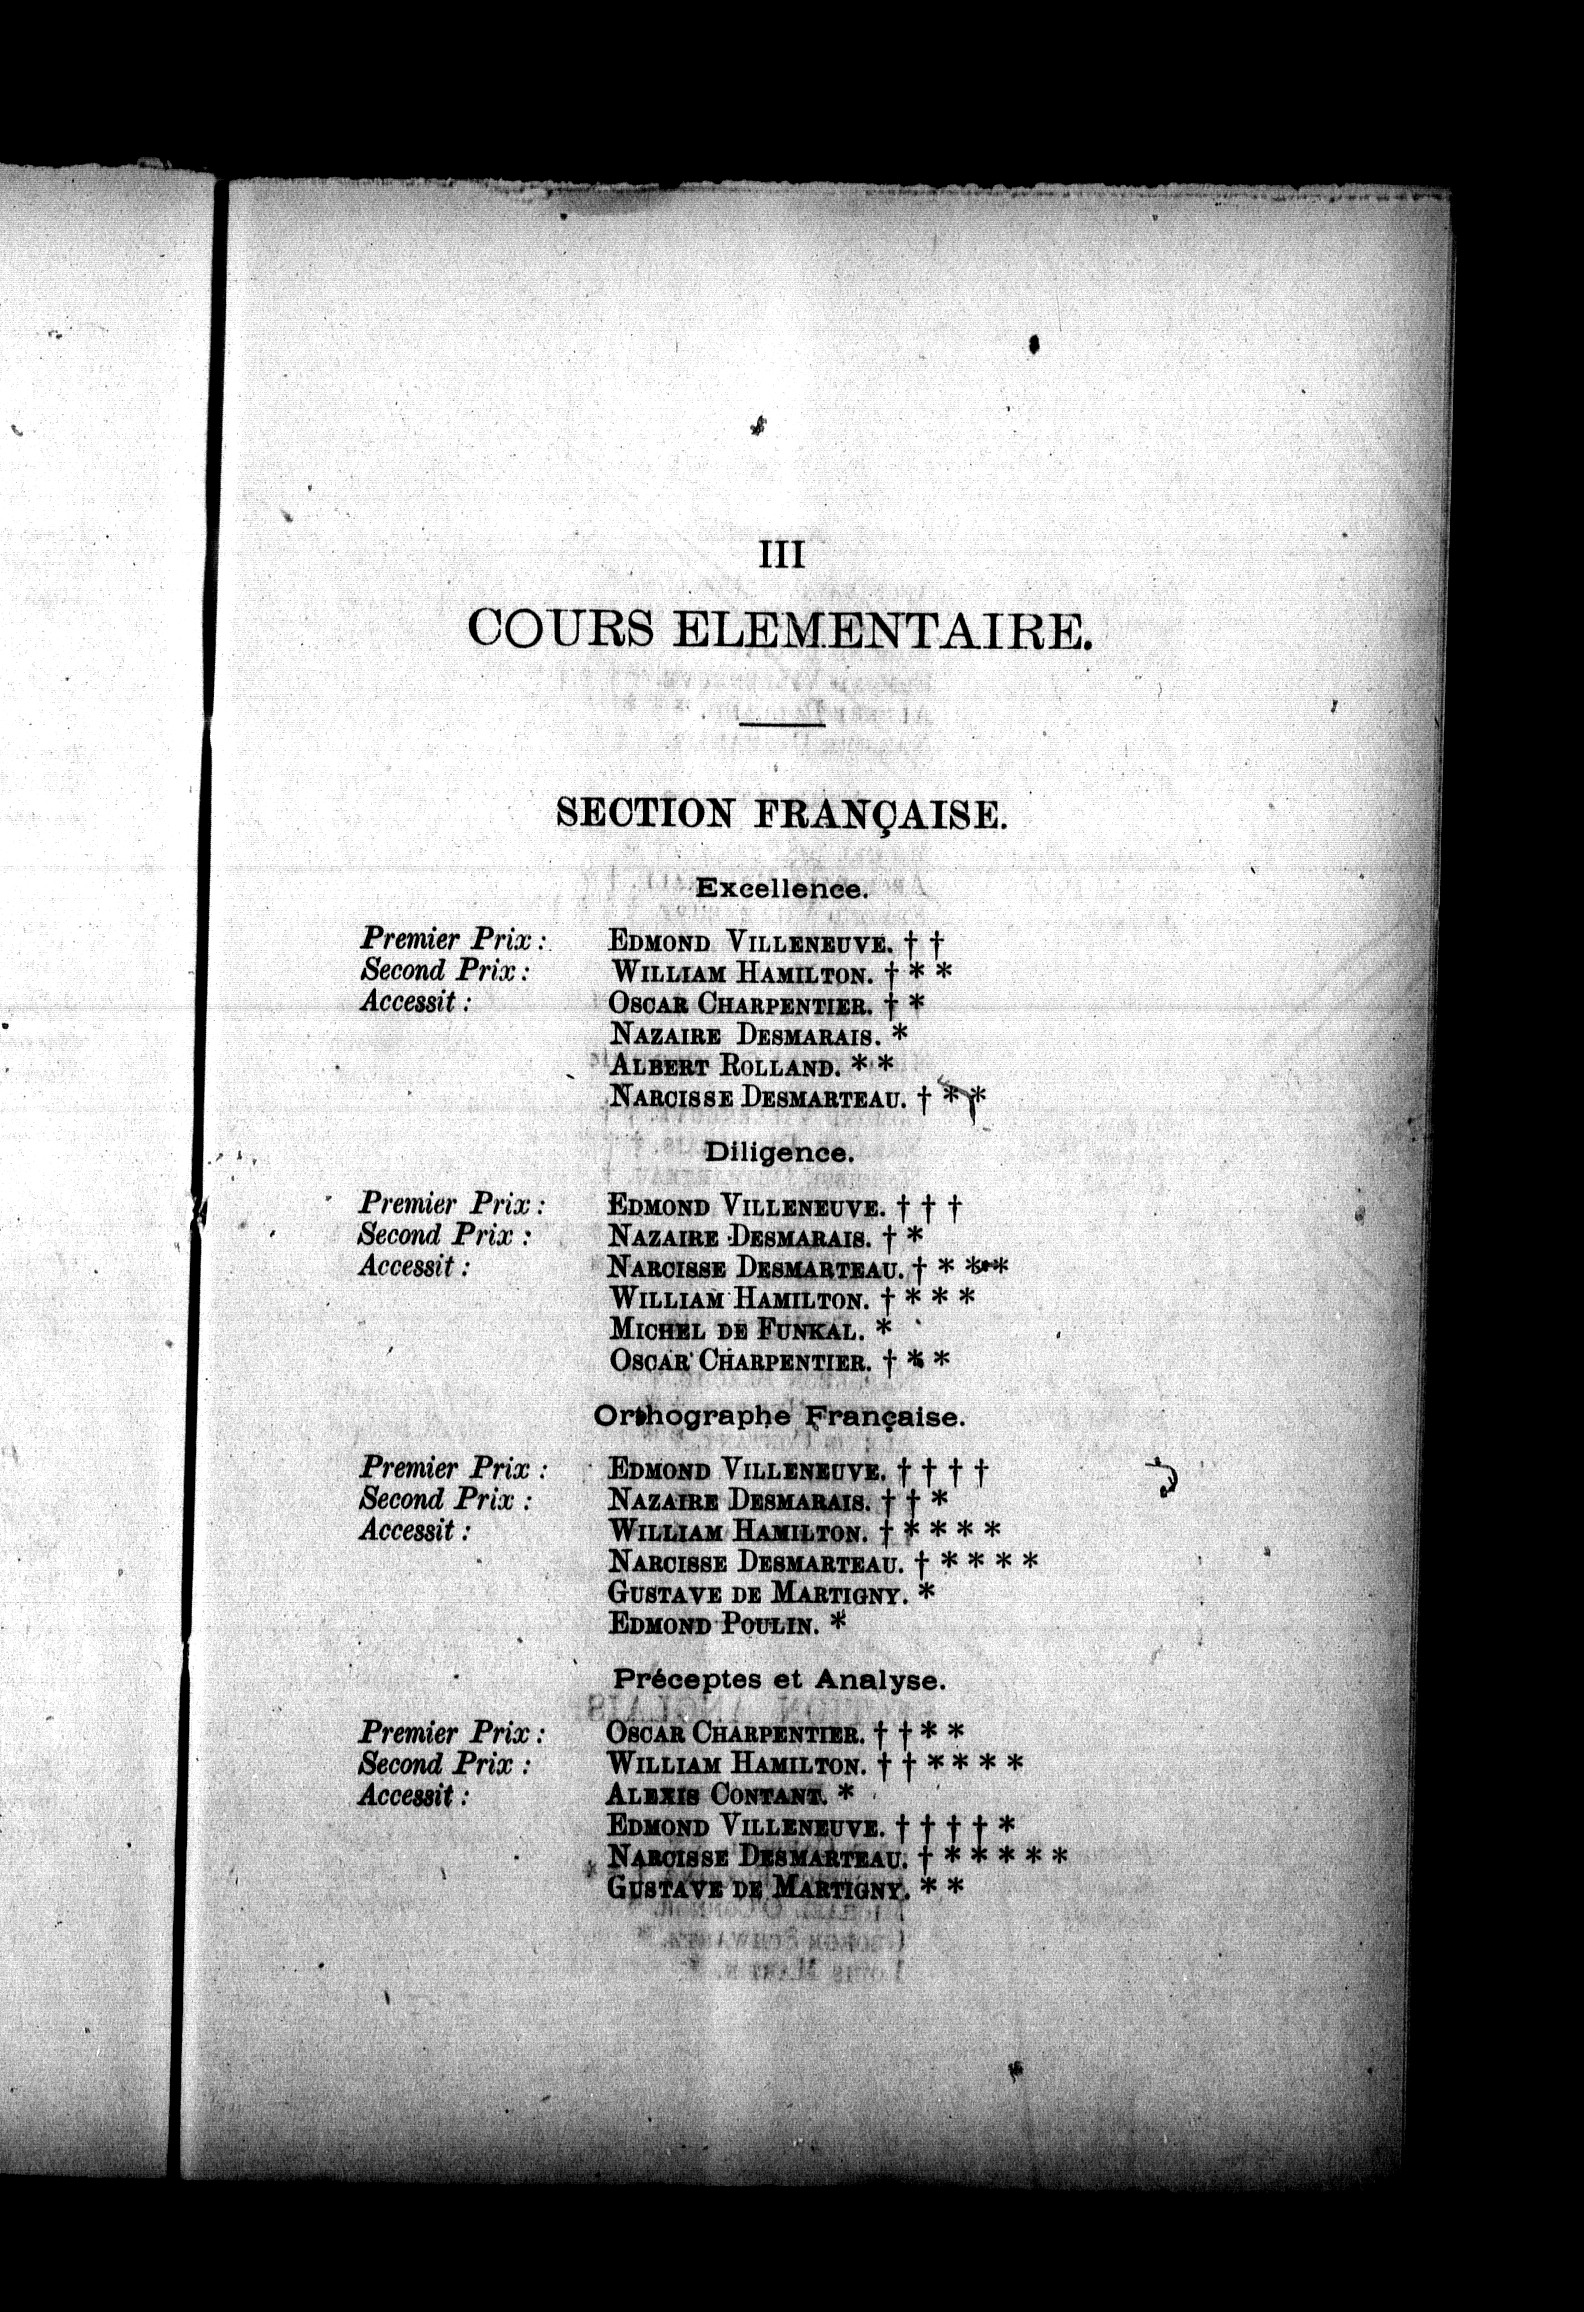 III
COURS ELEMENTAIRE.
SECTION FRANÇAISE.
Excellence.
Premier Prix : EDMOND VILLENEUVE. † †
Second Prix : WILLIAM HAMILTON. † * *
Accessit : OSCAR CHARPENTIER. † *
NAZAIRE DESMARAIS. *
ALBERT ROLLAND. * *
NARCISSE DESMARTEAU. † * *
Diligence.
Premier Prix : EDMOND VILLENEUVE. † † †
Second Prix : NAZAIRE DESMARAIS. † *
Accessit : NARCISSE DESMARTEAU. † * * *
WILLIAM HAMILTON. † * * *
MICHEL DE FUNKAL. *
OSCAR CHARPENTIER. † * *
Orthographe Française.
Premier Prix : EDMOND VILLENEUVE. † † † †
Second Prix : NAZAIRE DESMARAIS. † † *
Accessit : WILLIAM HAMILTON. † * * * *
NARCISSE DESMARTEAU. † * * * *
GUSTAVE DE MARTIGNY. *
EDMOND POULIN. *
Préceptes et Analyse.
Premier Prix : OSCAR CHARPENTIER. † † * *
Second Prix : WILLIAM HAMILTON. † † * * * *
Accessit : ALEXIS CONTANT. *
EDMOND VILLENEUVE. † † † † *
NARCISSE DESMARTEAU. † * * * * *
GUSTAVE DE MARTIGNY. * *